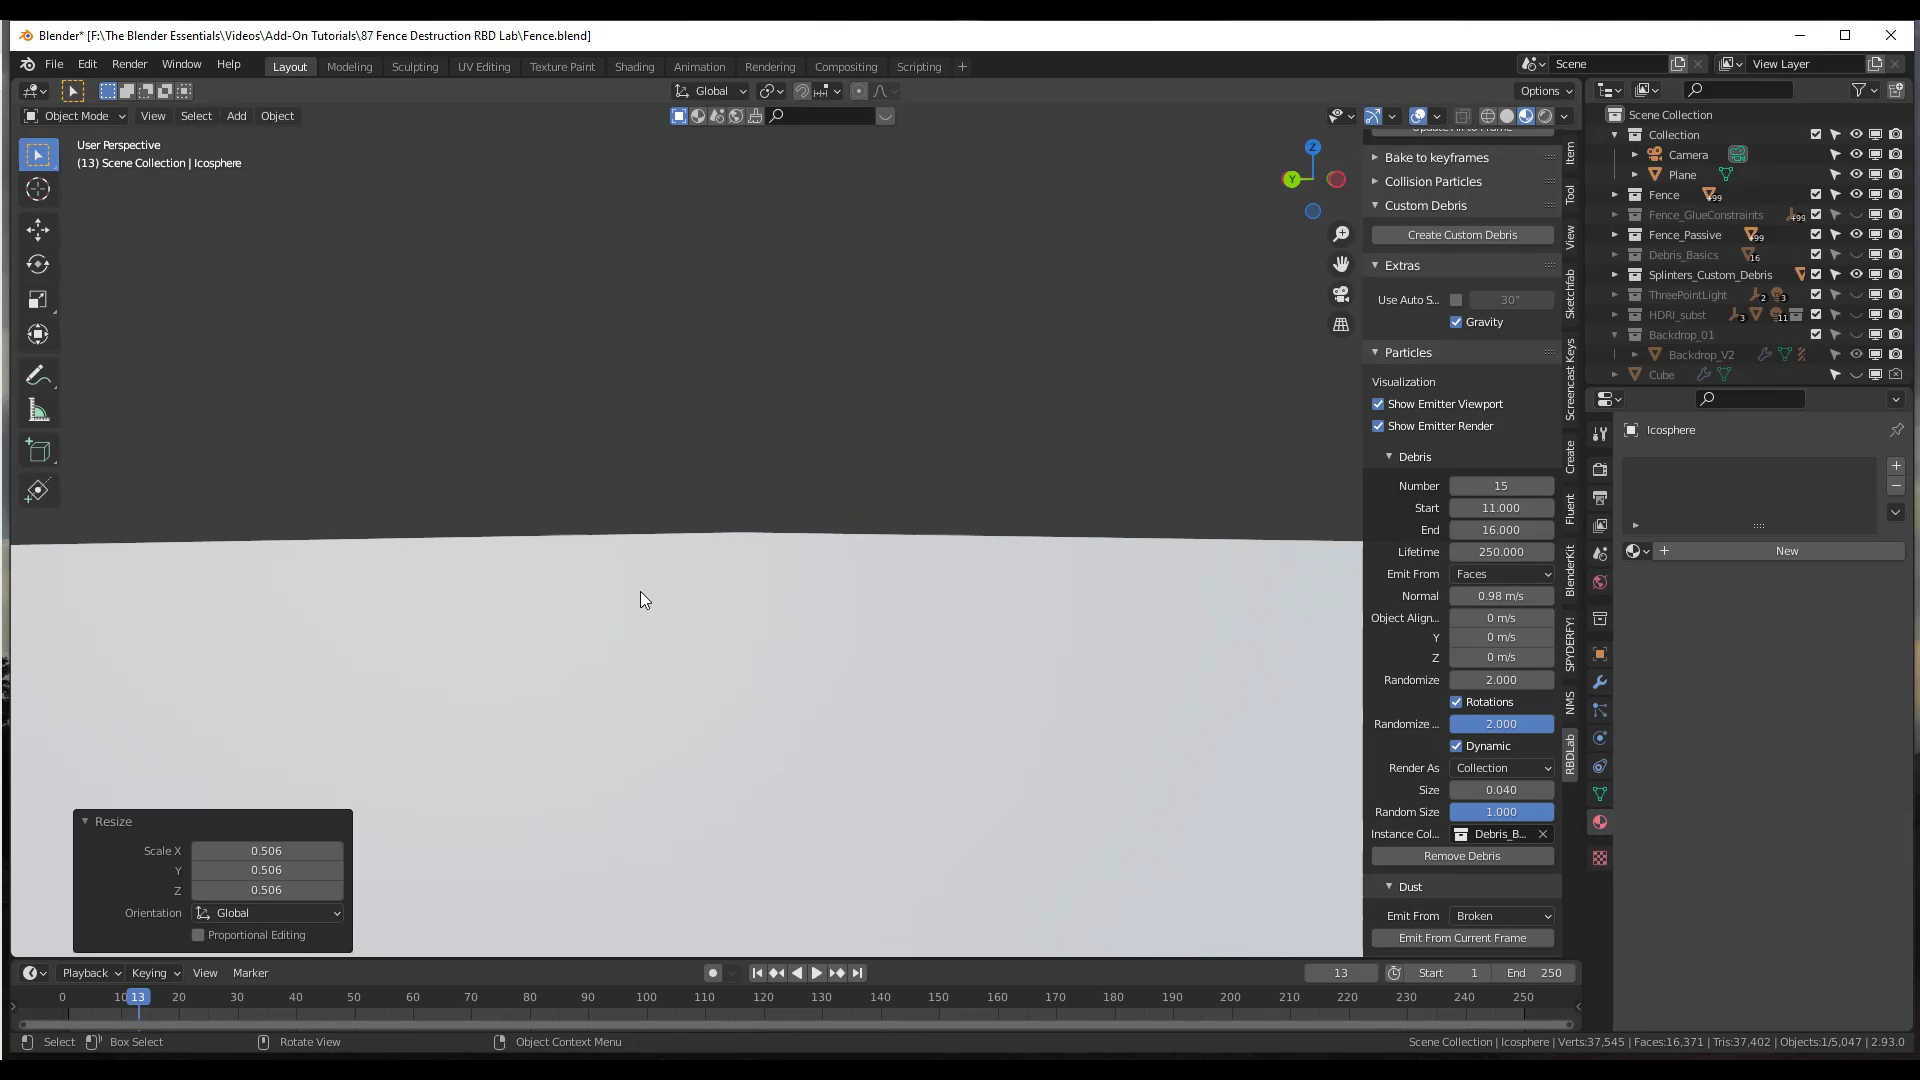 Blender* [F:\The Blender Essentials\Videos\Add-On Tutorials\87 Fence Destruction RBD Lab\Fence.blend]
File Edit Render Window Help
Layout Modeling Sculpting UV Editing Texture Paint Shading Animation Rendering Compositing Scripting +
Scene View Layer
Global Options
Object Mode View Select Add Object
User Perspective
(13) Scene Collection | Icosphere
Z
Y
Bake to keyframes
Collision Particles
Custom Debris
Create Custom Debris
Extras
Use Auto S... 30°
Gravity
Particles
Visualization
Show Emitter Viewport
Show Emitter Render
Debris
Number 15
Start 11.000
End 16.000
Lifetime 250.000
Emit From Faces
Normal 0.98 m/s
Object Align... 0 m/s
Y 0 m/s
Z 0 m/s
Randomize 2.000
Rotations
Randomize ... 2.000
Dynamic
Render As Collection
Size 0.040
Random Size 1.000
Instance Col... Debris_B...
Remove Debris
Dust
Emit From Broken
Emit From Current Frame
Item
Tool
View
Sketchfab
Screencast Keys
Create
Fluent
BlenderKit
SPYDERFY!
NMS
RBDLab
Scene Collection
Collection
Camera
Plane
Fence +99
Fence_GlueConstraints +99
Fence_Passive +99
Debris_Basics 16
Splinters_Custom_Debris
ThreePointLight 2 3
HDRI_subst 3 11
Backdrop_01
Backdrop_V2
Cube
Icosphere
New
Resize
Scale X 0.506
Y 0.506
Z 0.506
Orientation Global
Proportional Editing
Playback Keying View Marker
13 Start 1 End 250
0 10 13 20 30 40 50 60 70 80 90 100 110 120 130 140 150 160 170 180 190 200 210 220 230 240 250
Select Box Select Rotate View Object Context Menu
Scene Collection | Icosphere | Verts:37,545 | Faces:16,371 | Tris:37,402 | Objects:1/5,047 | 2.93.0